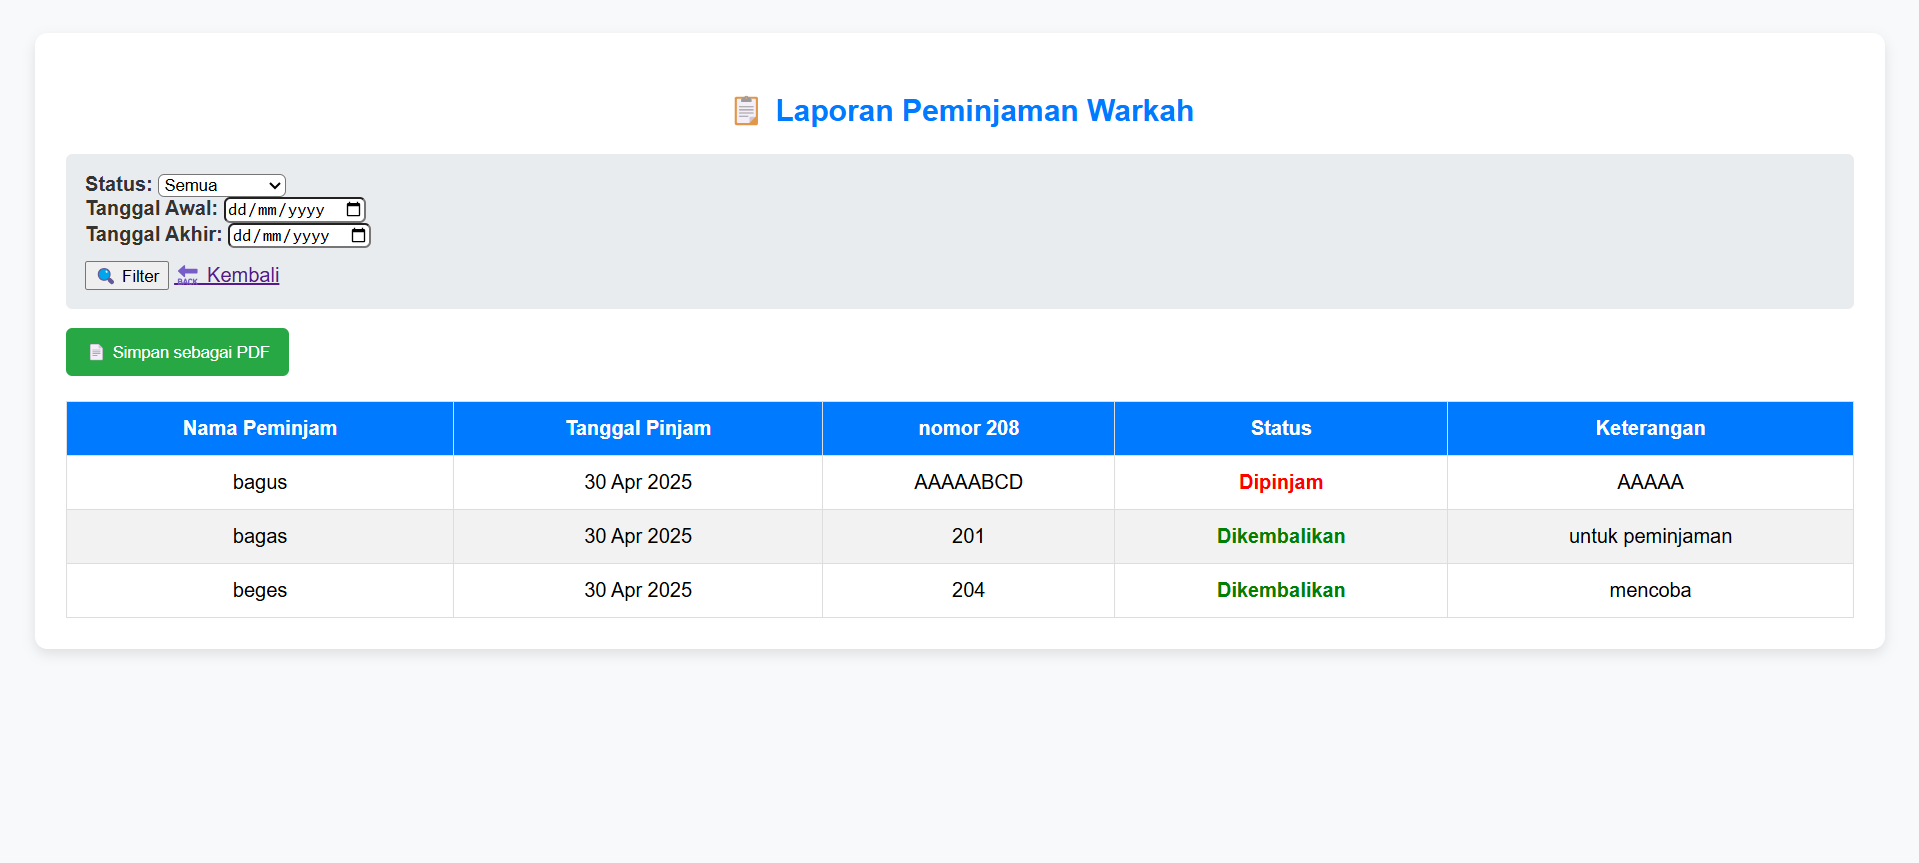 Laporan Peminjaman Warkah
Status: Semua
Tanggal Awal: dd/mm/yyyy
Tanggal Akhir: dd/mm/yyyy
Filter BACK Kembali
Simpan sebagai PDF
Nama Peminjam Tanggal Pinjam nomor 208 Status Keterangan
bagus 30 Apr 2025 AAAAABCD Dipinjam AAAAA
bagas 30 Apr 2025 201 Dikembalikan untuk peminjaman
beges 30 Apr 2025 204 Dikembalikan mencoba